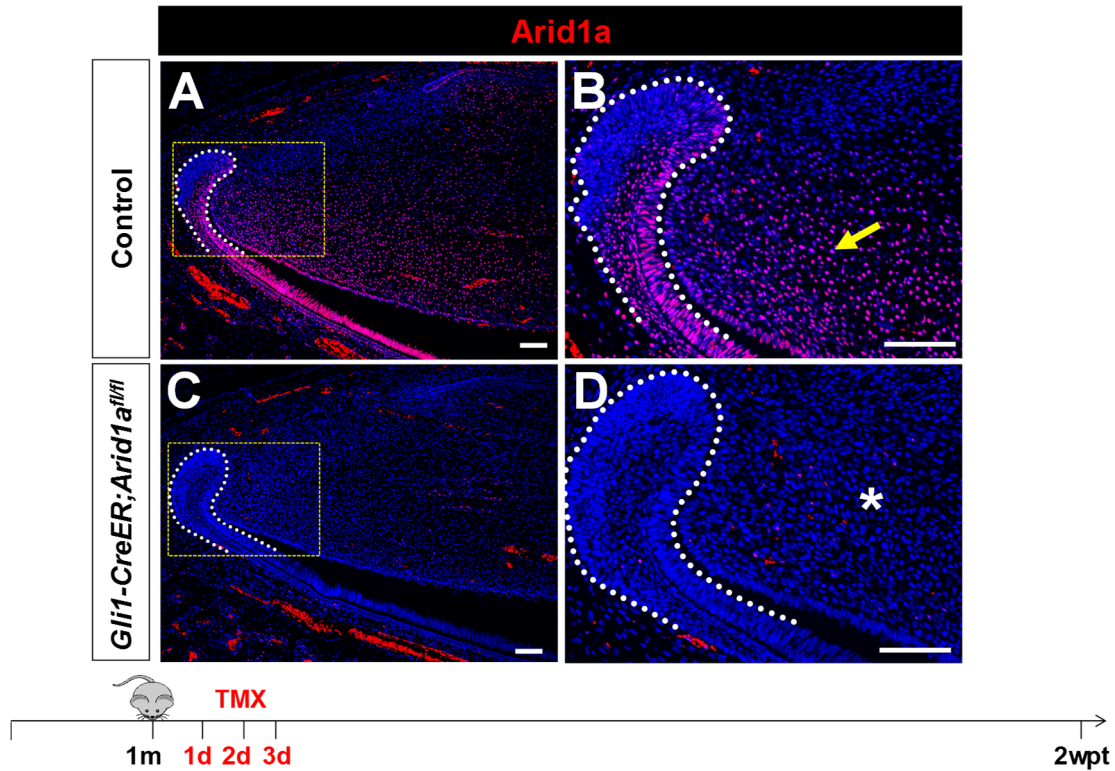 Arid1a
Control
A
B
Gli1-CreER;Arid1afl/fl
C
D
*
TMX
1m 1d 2d 3d 2wpt